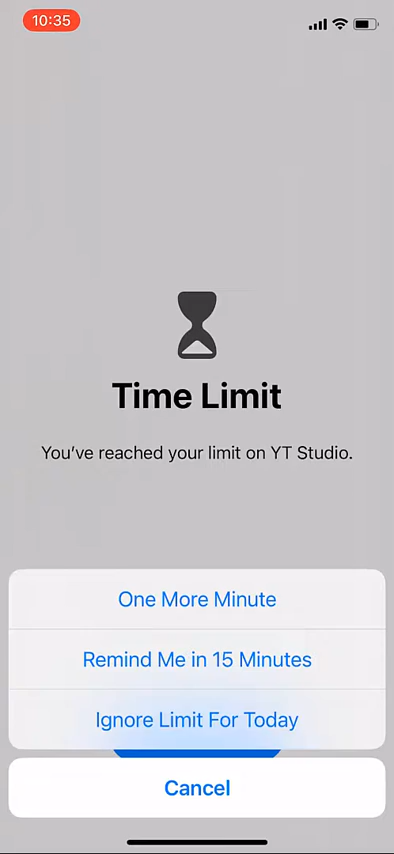 10:35
Time Limit
You've reached your limit on YT Studio.
One More Minute
Remind Me in 15 Minutes
Ignore Limit For Today
Cancel